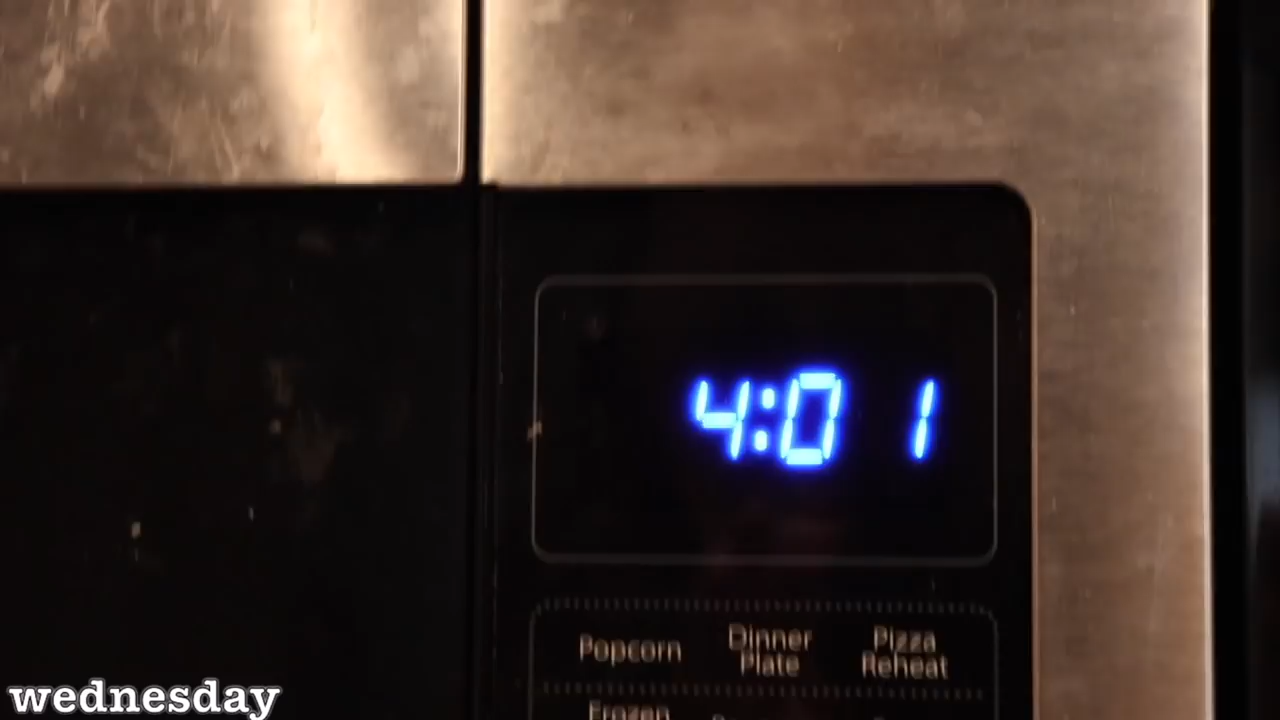 4:01
Popcorn
Dinner
Plate
Pizza
Reheat
Frozen
wednesday